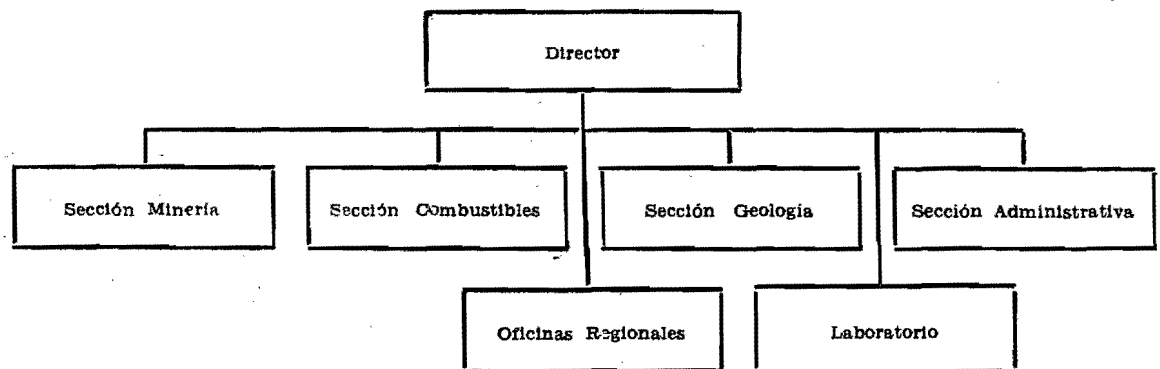 Director
Sección Minería
Sección Combustibles
Sección Geología
Sección Administrativa
Oficinas Regionales
Laboratorio